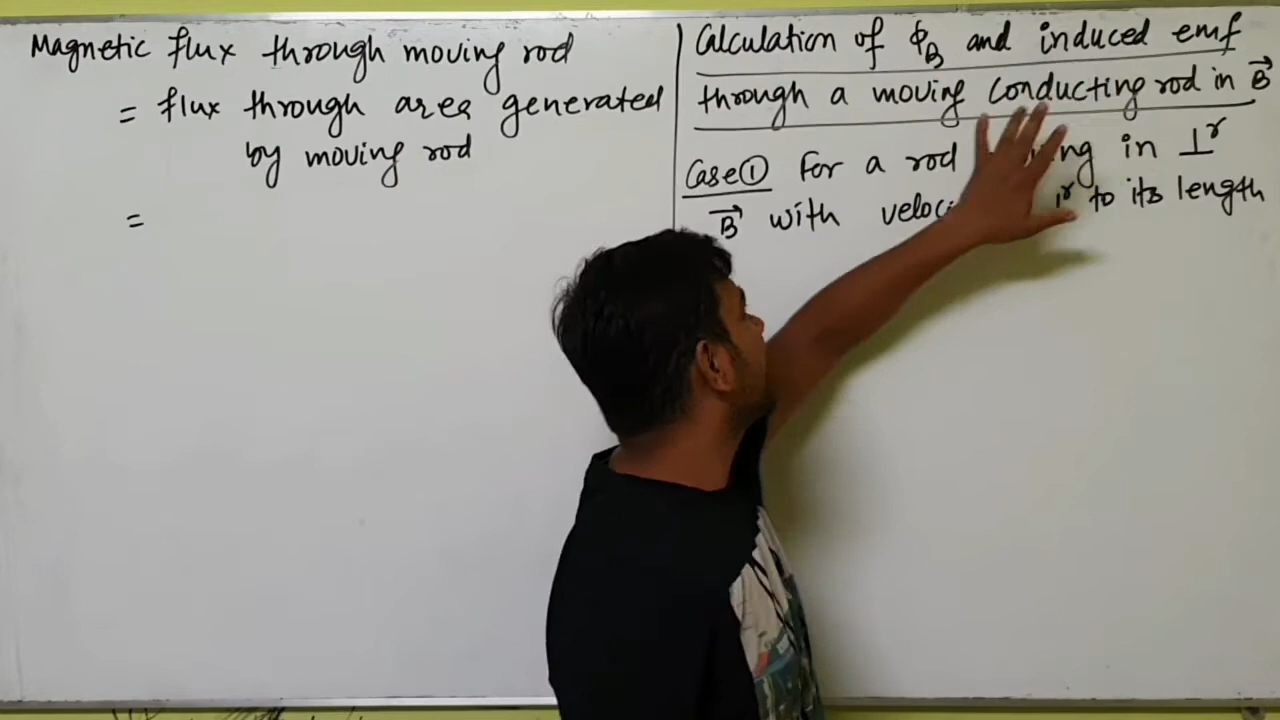 Magnetic flux through moving rod
= flux through area generated
by moving rod
=
Calculation of ΦB and induced emf
through a moving conducting rod in B⃗
Case① For a rod in ⊥r
B⃗ with to its length